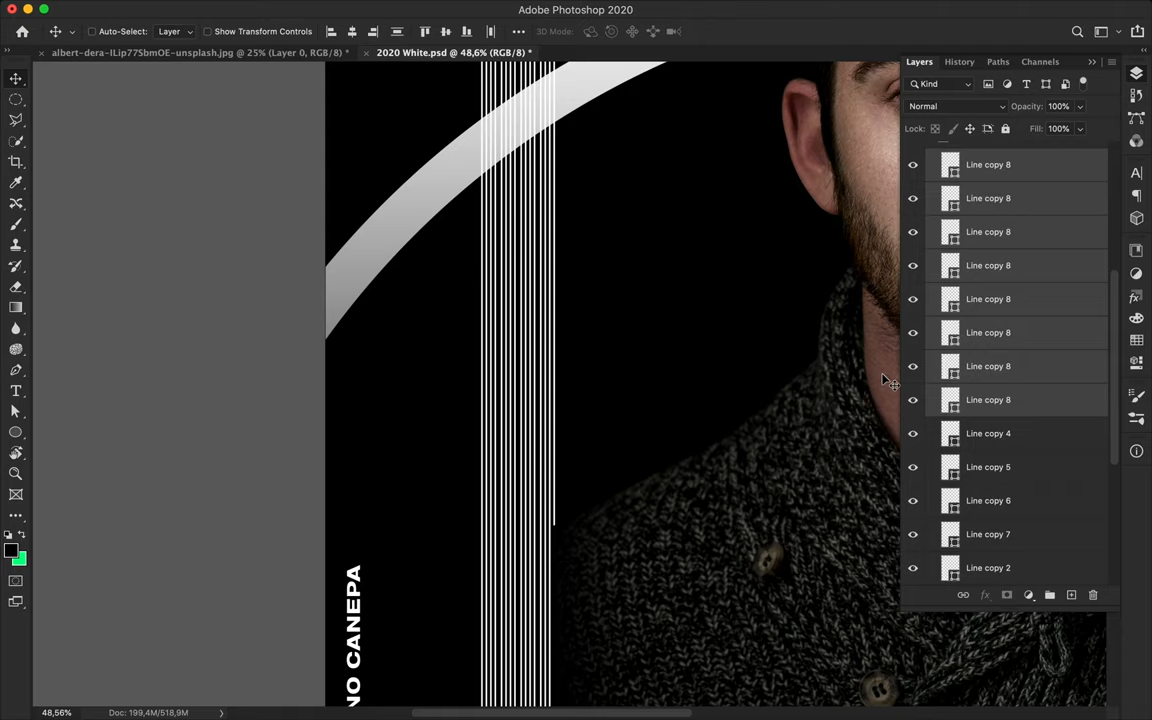 Adobe Photoshop 2020
Auto-Select: Layer Show Transform Controls 3D Mode:
albert-dera-ILip77SbmOE-unsplash.jpg @ 25% (Layer 0, RGB/8) * 2020 White.psd @ 48,6% (RGB/8) *
Layers History Paths Channels
Kind
Normal Opacity: 100%
Lock: Fill: 100%
Line copy 8
Line copy 8
Line copy 8
Line copy 8
Line copy 8
Line copy 8
Line copy 8
Line copy 8
Line copy 4
Line copy 5
Line copy 6
Line copy 7
Line copy 2
NO CANEPA
48,56% Doc: 199,4M/518,9M